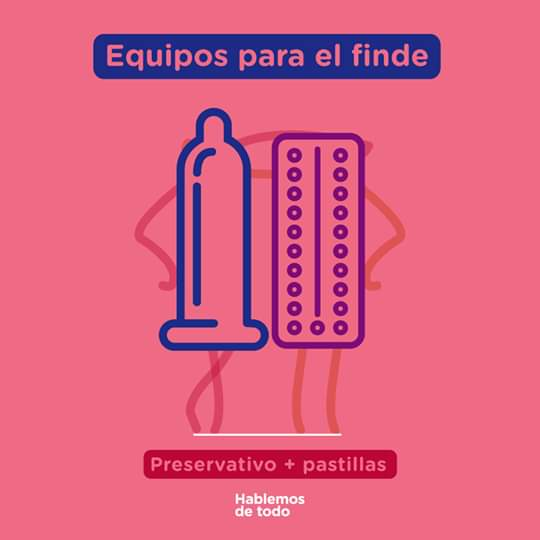 Equipos para el finde
Preservativo + pastillas
Hablemos
de todo